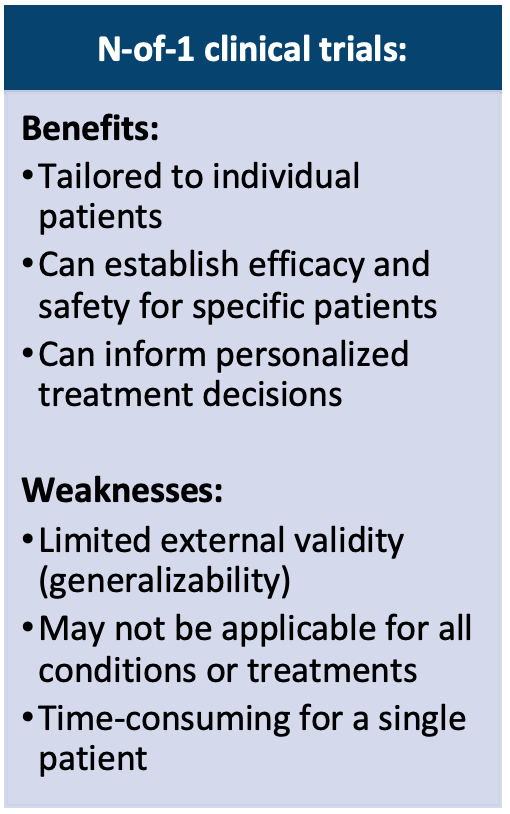 N-of-1 clinical trials:
Benefits:
•Tailored to individual
patients
•Can establish efficacy and
safety for specific patients
•Can inform personalized
treatment decisions
Weaknesses:
•Limited external validity
(generalizability)
•May not be applicable for all
conditions or treatments
•Time-consuming for a single
patient